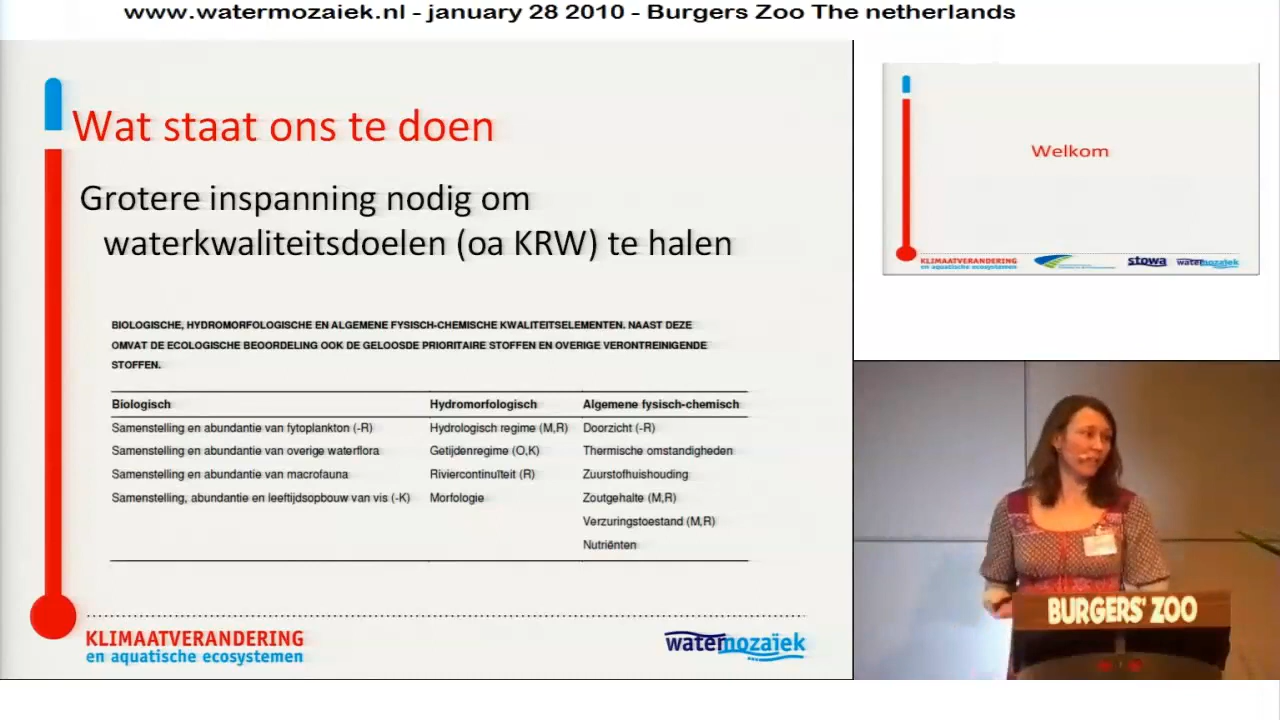 www.watermozaiek.nl - january 28 2010 - Burgers Zoo The netherlands
Wat staat ons te doen
Grotere inspanning nodig om
waterkwaliteitsdoelen (oa KRW) te halen
BIOLOGISCHE, HYDROMORFOLOGISCHE EN ALGEMENE FYSISCH-CHEMISCHE KWALITEITSELEMENTEN. NAAST DEZE
OMVAT DE ECOLOGISCHE BEOORDELING OOK DE GELOOSDE PRIORITAIRE STOFFEN EN OVERIGE VERONTREINIGENDE
STOFFEN.
Biologisch Hydromorfologisch Algemene fysisch-chemisch
Samenstelling en abundantie van fytoplankton (-R) Hydrologisch regime (M,R) Doorzicht (-R)
Samenstelling en abundantie van overige waterflora Getijdenregime (O,K) Thermische omstandigheden
Samenstelling en abundantie van macrofauna Riviercontinuïteit (R) Zuurstofhuishouding
Samenstelling, abundantie en leeftijdsopbouw van vis (-K) Morfologie Zoutgehalte (M,R)
Verzuringstoestand (M,R)
Nutriënten
KLIMAATVERANDERING
en aquatische ecosystemen
watermozaïek
Welkom
KLIMAATVERANDERING
en aquatische ecosystemen
stowa
watermozaïek
BURGERS' ZOO